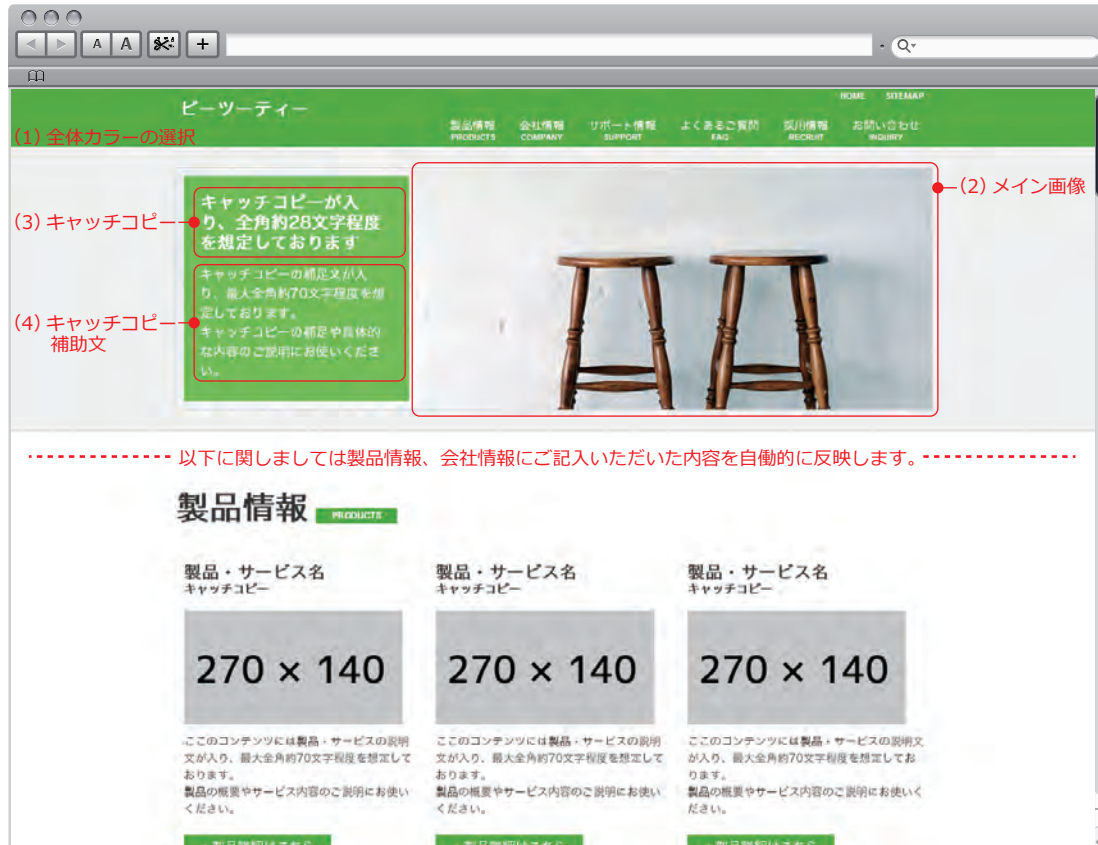 A A
HOME SITEMAP
ピーツーティー
製品情報 会社情報 サポート情報 よくあるご質問 採用情報 お問い合わせ
PRODUCTS COMPANY SUPPORT FAQ RECRUIT INQUIRY
(1) 全体カラーの選択
(2) メイン画像
(3) キャッチコピー
キャッチコピーが入
り、全角約28文字程度
を想定しております
(4) キャッチコピー
補助文
キャッチコピーの補足文が入
り、最大全角約70文字程度を想
定しております。
キャッチコピーの補足や具体的
な内容のご説明にお使いくださ
い。
以下に関しましては製品情報、会社情報にご記入いただいた内容を自働的に反映します。
製品情報 PRODUCTS
製品・サービス名
キャッチコピー
270 × 140
ここのコンテンツには製品・サービスの説明
文が入り、最大全角約70文字程度を想定して
おります。
製品の概要やサービス内容のご説明にお使い
ください。
製品・サービス名
キャッチコピー
270 × 140
ここのコンテンツには製品・サービスの説明
文が入り、最大全角約70文字程度を想定して
おります。
製品の概要やサービス内容のご説明にお使い
ください。
製品・サービス名
キャッチコピー
270 × 140
ここのコンテンツには製品・サービスの説明文
が入り、最大全角約70文字程度を想定してお
ります。
製品の概要やサービス内容のご説明にお使いく
ださい。